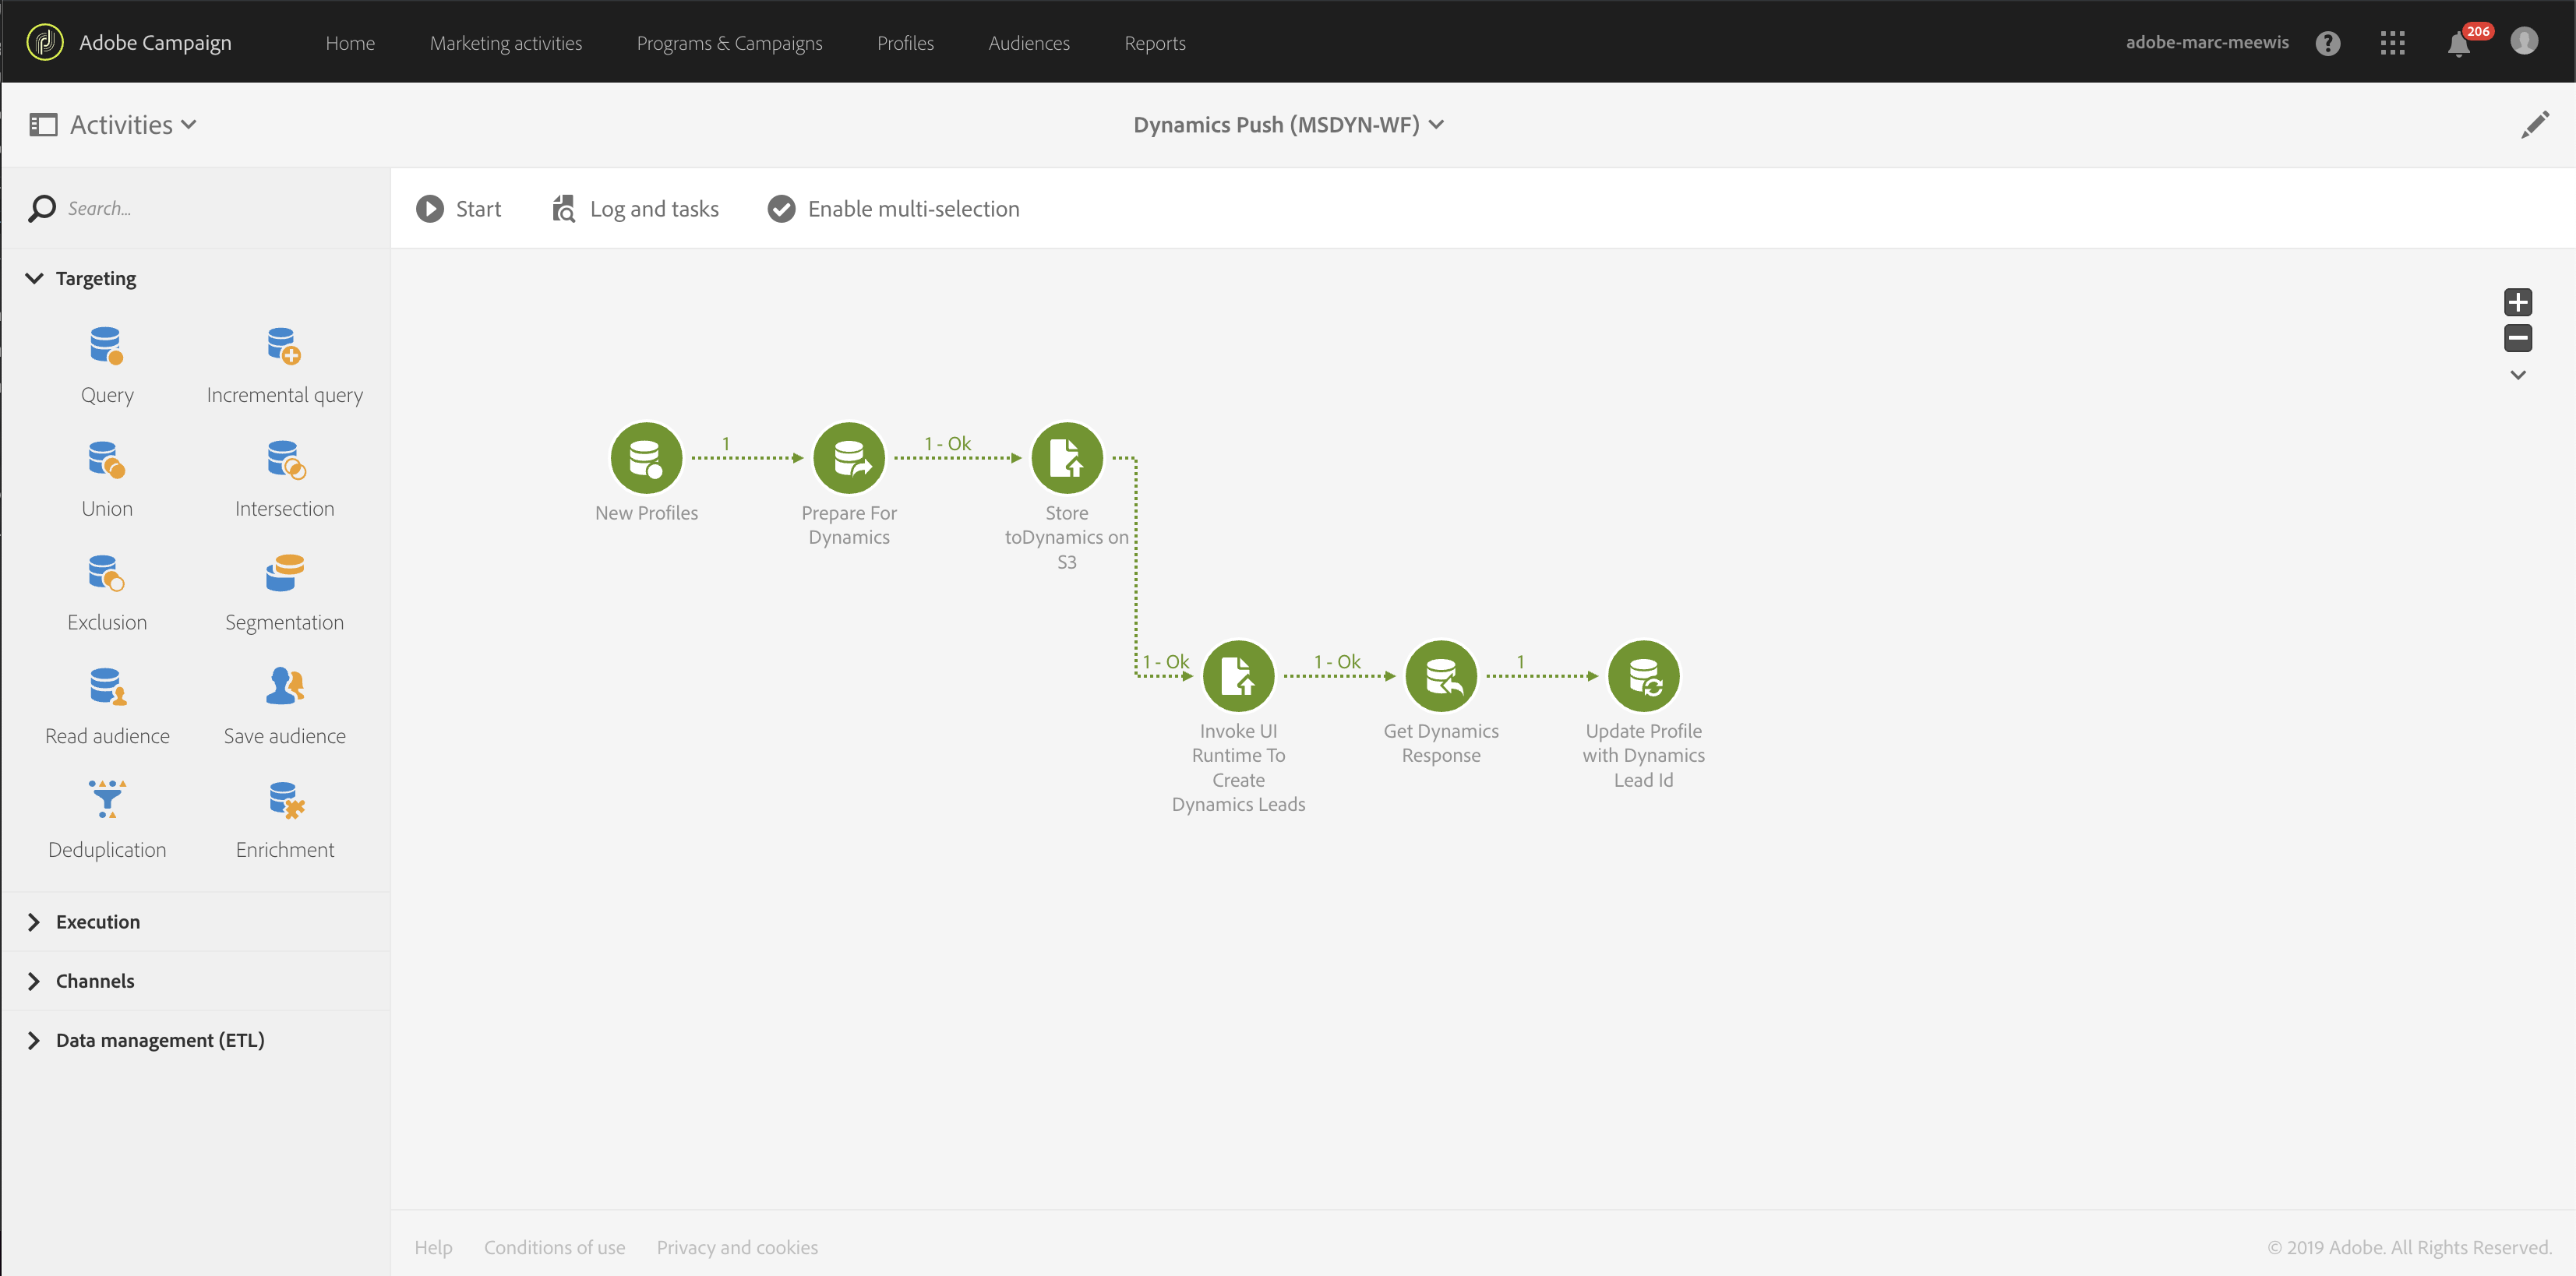 Adobe Campaign
Home
Marketing activities
Programs & Campaigns
Profiles
Audiences
Reports
adobe-marc-meewis
206
Activities
Dynamics Push (MSDYN-WF)
Search...
Start
Log and tasks
Enable multi-selection
Targeting
Query
Incremental query
Union
Intersection
Exclusion
Segmentation
Read audience
Save audience
Deduplication
Enrichment
Execution
Channels
Data management (ETL)
1
1 - Ok
New Profiles
Prepare For
Dynamics
Store
toDynamics on
S3
1 - Ok
1 - Ok
1
Invoke UI
Runtime To
Create
Dynamics Leads
Get Dynamics
Response
Update Profile
with Dynamics
Lead Id
Help
Conditions of use
Privacy and cookies
© 2019 Adobe. All Rights Reserved.